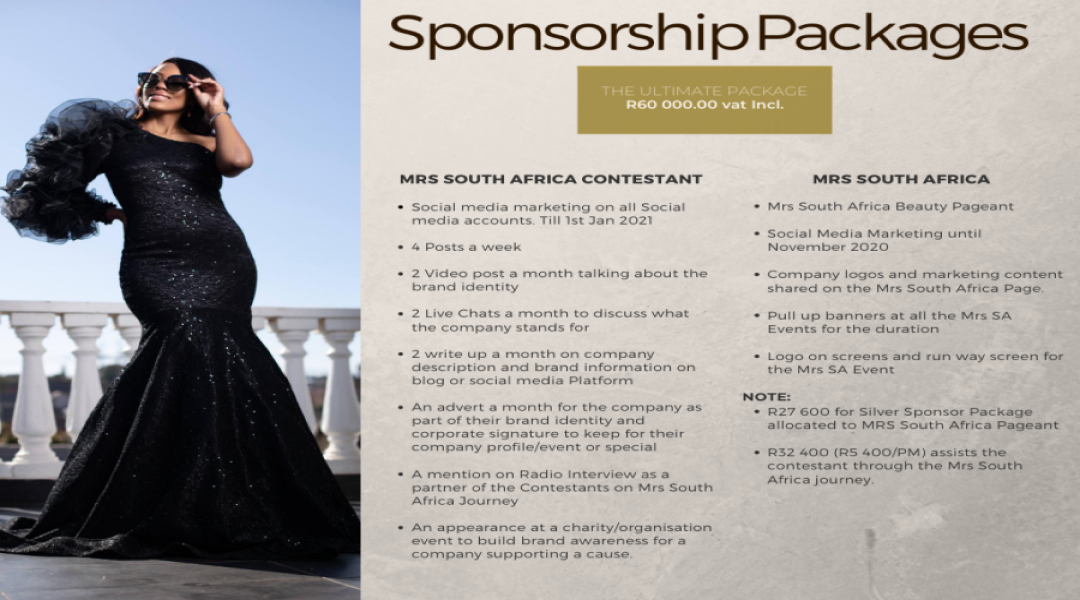 Sponsorship Packages
THE ULTIMATE PACKAGE
R60 000.00 vat Incl.
MRS SOUTH AFRICA CONTESTANT
• Social media marketing on all Social
media accounts. Till 1st Jan 2021
• 4 Posts a week
• 2 Video post a month talking about the
brand identity
• 2 Live Chats a month to discuss what
the company stands for
• 2 write up a month on company
description and brand information on
blog or social media Platform
• An advert a month for the company as
part of their brand identity and
corporate signature to keep for their
company profile/event or special
• A mention on Radio Interview as a
partner of the Contestants on Mrs South
Africa Journey
• An appearance at a charity/organisation
event to build brand awareness for a
company supporting a cause.
MRS SOUTH AFRICA
• Mrs South Africa Beauty Pageant
• Social Media Marketing until
November 2020
• Company logos and marketing content
shared on the Mrs South Africa Page.
• Pull up banners at all the Mrs SA
Events for the duration
• Logo on screens and run way screen for
the Mrs SA Event
NOTE:
• R27 600 for Silver Sponsor Package
allocated to MRS South Africa Pageant
• R32 400 (R5 400/PM) assists the
contestant through the Mrs South
Africa journey.